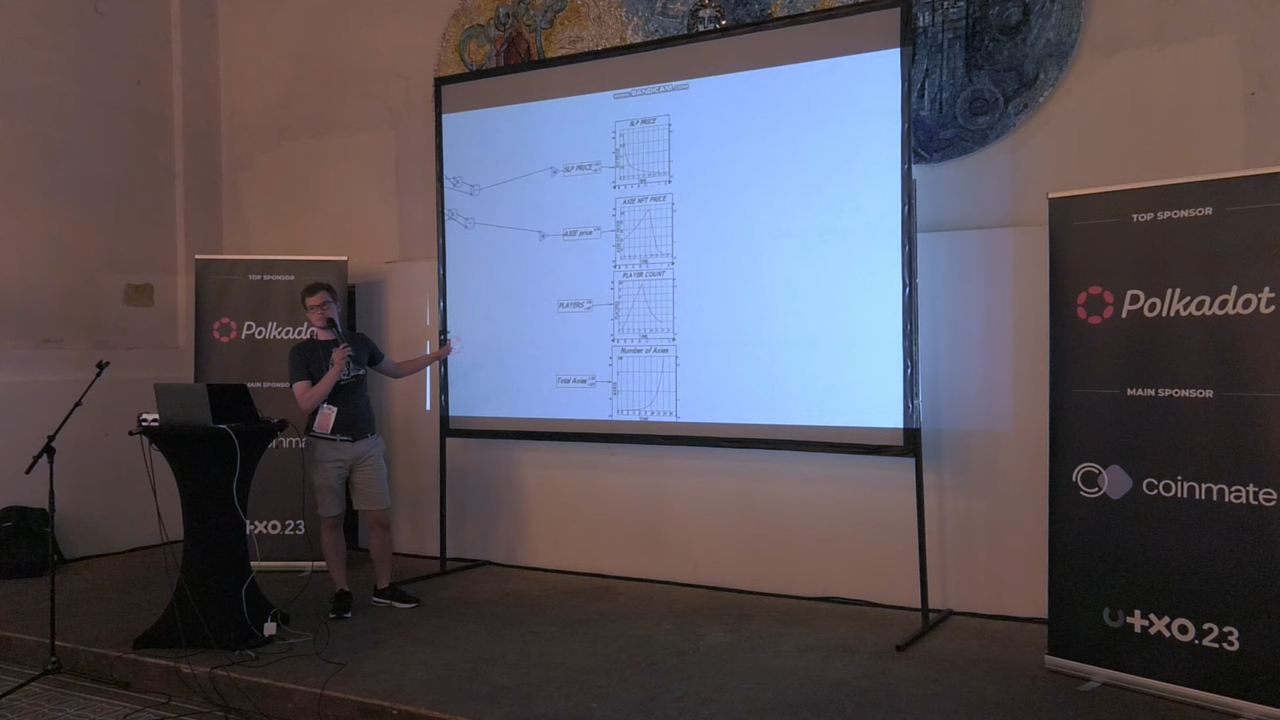 TOP SPONSOR
Polkado
MAIN SPONSOR
.23
BANDICAM
SLP PRICE
SLP PRICE
AXIE NFT PRICE
AXIE price
PLAYER COUNT
PLAYERS
Number of Axies
Total Axies
TOP SPONSOR
Polkadot
MAIN SPONSOR
coinmate
utxo.23